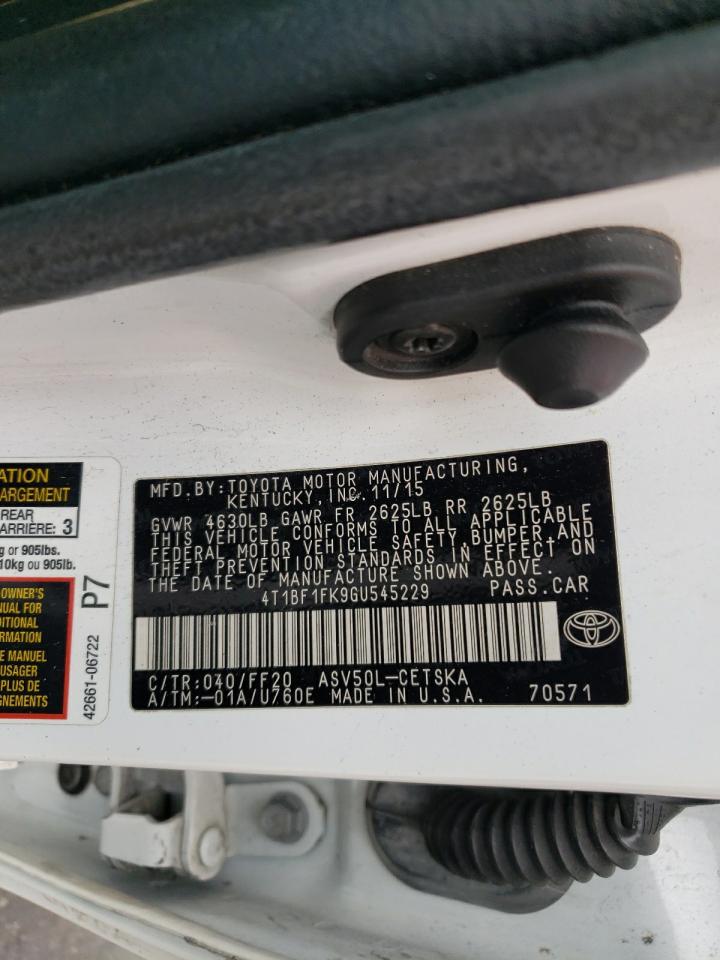 MFD.BY: TOYOTA MOTOR MANUFACTURING,
KENTUCKY, INC. 11/15
GVWR 4630LB GAWR FR 2625LB RR 2625LB
THIS VEHICLE CONFORMS TO ALL APPLICABLE
FEDERAL MOTOR VEHICLE SAFETY, BUMPER, AND
THEFT PREVENTION STANDARDS IN EFFECT ON
THE DATE OF MANUFACTURE SHOWN ABOVE.
4T1BF1FK9GU545229 PASS.CAR
C/TR:040/FF20 ASV50L-CETSKA
A/TM:-01A/U760E MADE IN U.S.A. 70571
ATION
ARGEMENT
REAR
ARRIÈRE: 3
g or 905lbs.
10kg ou 905lb.
OWNER'S
NUAL FOR
DITIONAL
FORMATION
E MANUEL
USAGER
PLUS DE
GNEMENTS
P7
42661-06722